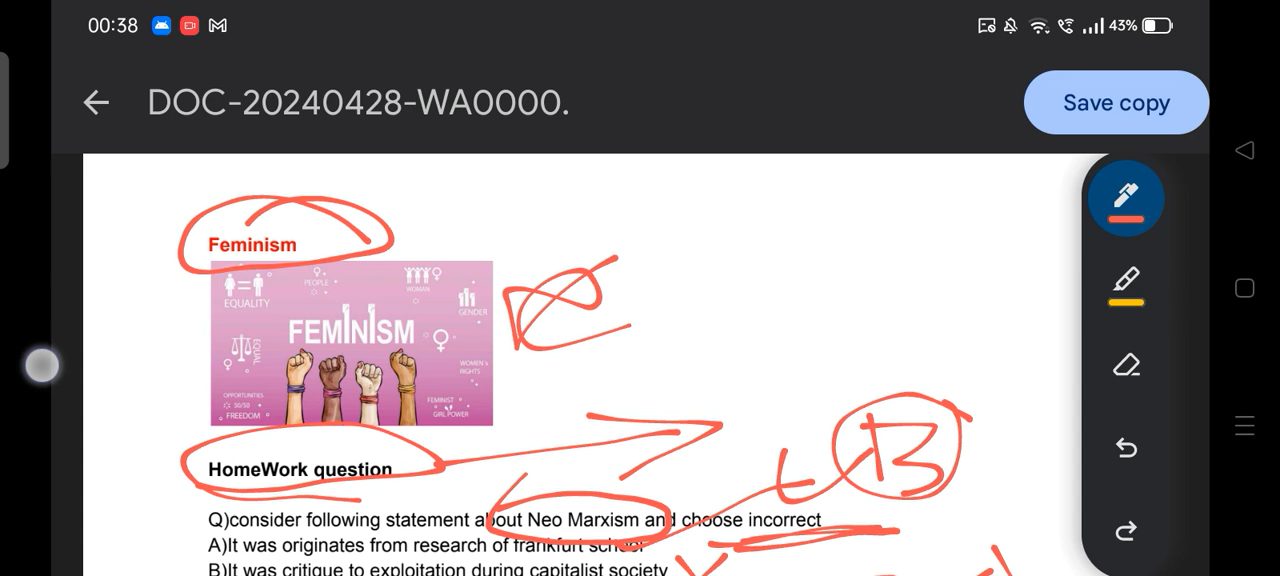 00:38
43%
DOC-20240428-WA0000.
Save copy
Feminism
EQUALITY
PEOPLE
WOMAN
GENDER
FEMINISM
EQUAL
WOMEN's
RIGHTS
OPPORTUNITIES
50/50
FREEDOM
FEMINIST
GIRL POWER
B
HomeWork question
Q)consider following statement about Neo Marxism and choose incorrect
A)It was originates from research of frankfurt school
B)It was critique to exploitation during capitalist society